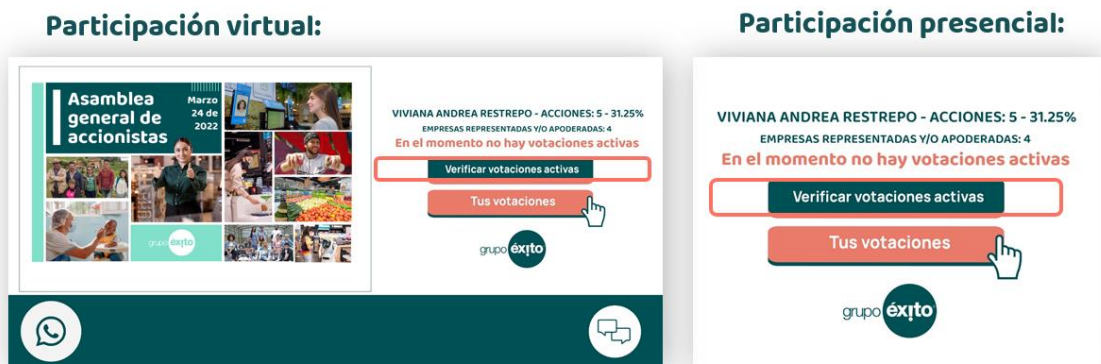 Participación virtual:
Asamblea
general de
accionistas
Marzo
24 de
2022
grupo éxito
VIVIANA ANDREA RESTREPO - ACCIONES: 5 - 31.25%
EMPRESAS REPRESENTADAS Y/O APODERADAS: 4
En el momento no hay votaciones activas
Verificar votaciones activas
Tus votaciones
grupo éxito
Participación presencial:
VIVIANA ANDREA RESTREPO - ACCIONES: 5 - 31.25%
EMPRESAS REPRESENTADAS Y/O APODERADAS: 4
En el momento no hay votaciones activas
Verificar votaciones activas
Tus votaciones
grupo éxito